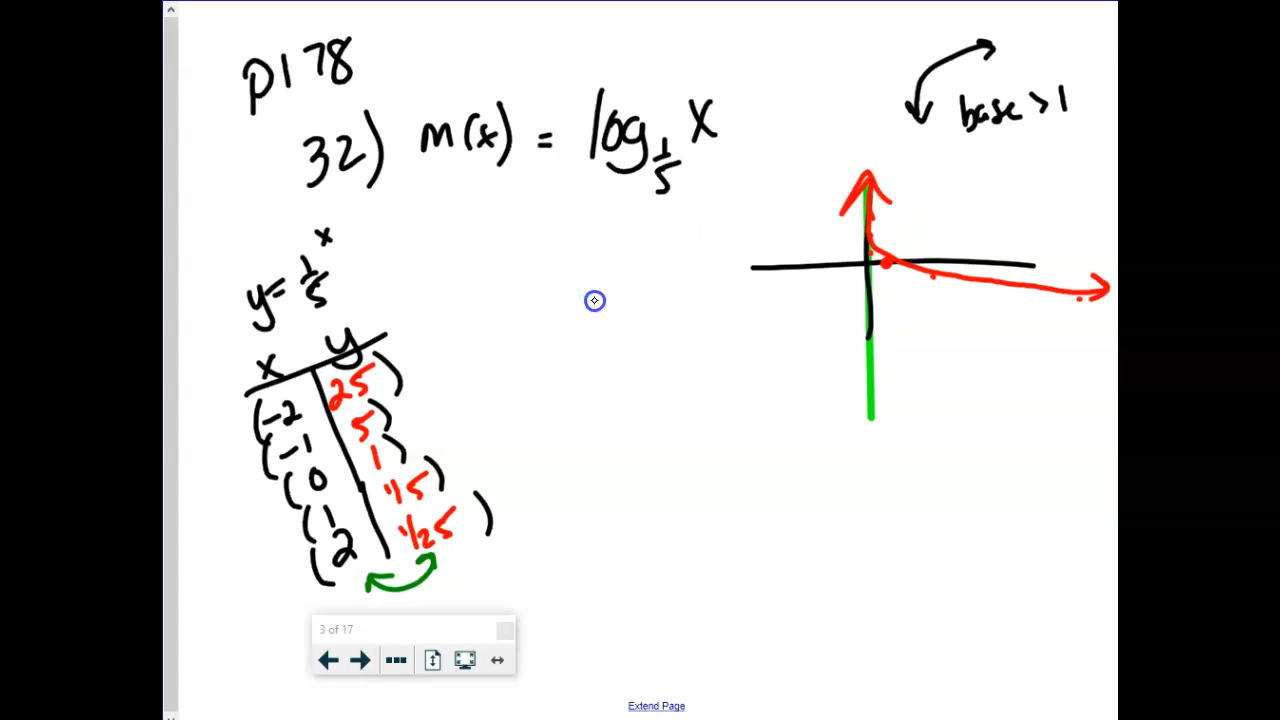 p178
32) m(x) = log_{1/5} x
base > 1
y = 1/5^x
x y
(-2 25)
(-1 5)
(0 1)
(1 1/5)
(2 1/25)
3 of 17
Extend Page